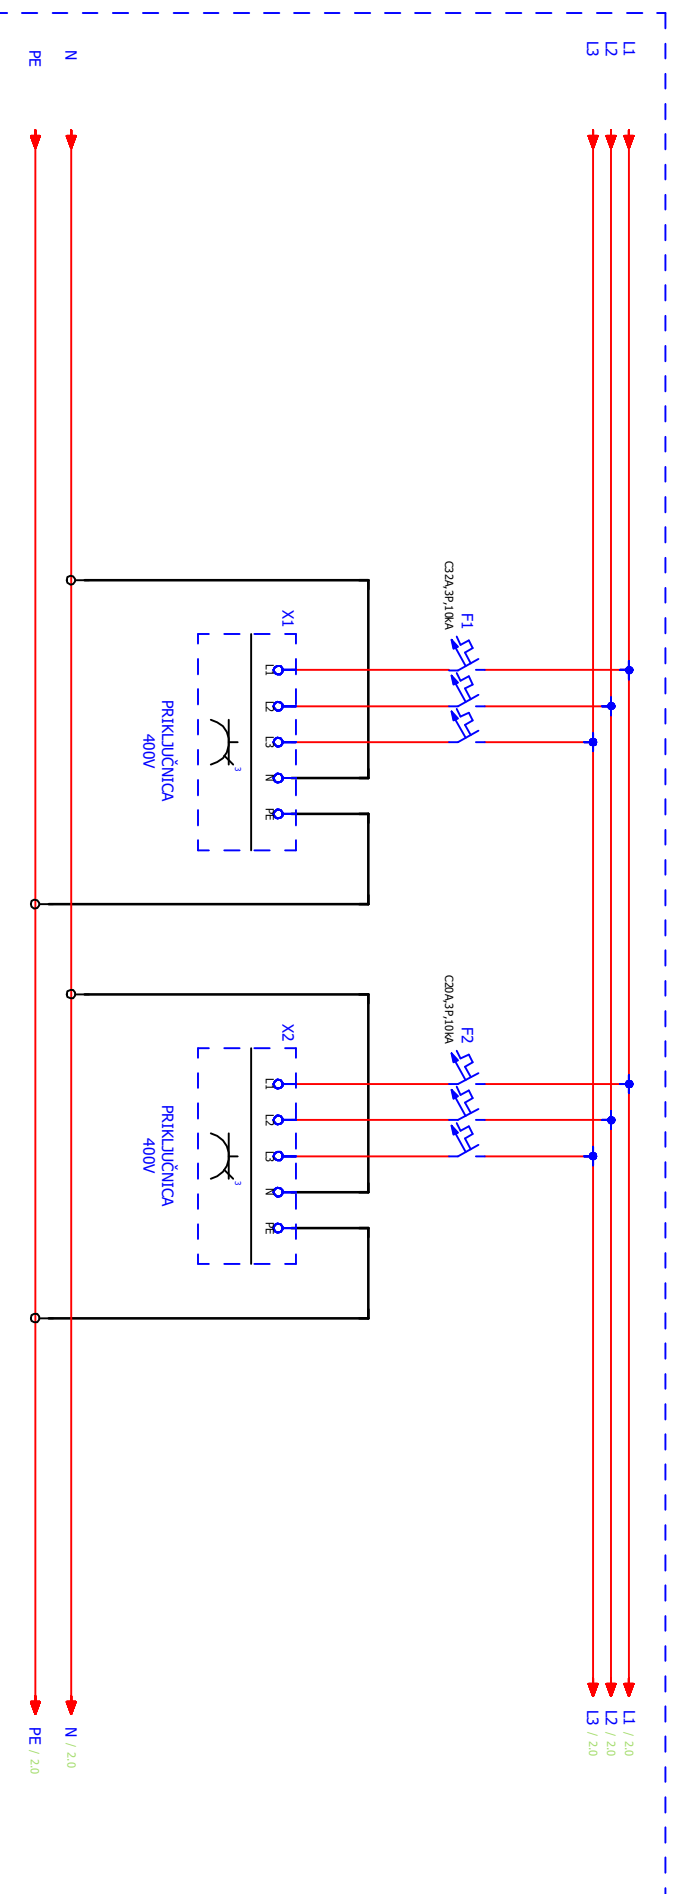 L1
L2
L3
F1
C32A,3P,10kA
F2
C20A,3P,10kA
X1
L1
L2
L3
N
PE
3
PRIKLJUČNICA
400V
X2
L1
L2
L3
N
PE
3
PRIKLJUČNICA
400V
N
PE
L1 / 2.0
L2 / 2.0
L3 / 2.0
N / 2.0
PE / 2.0